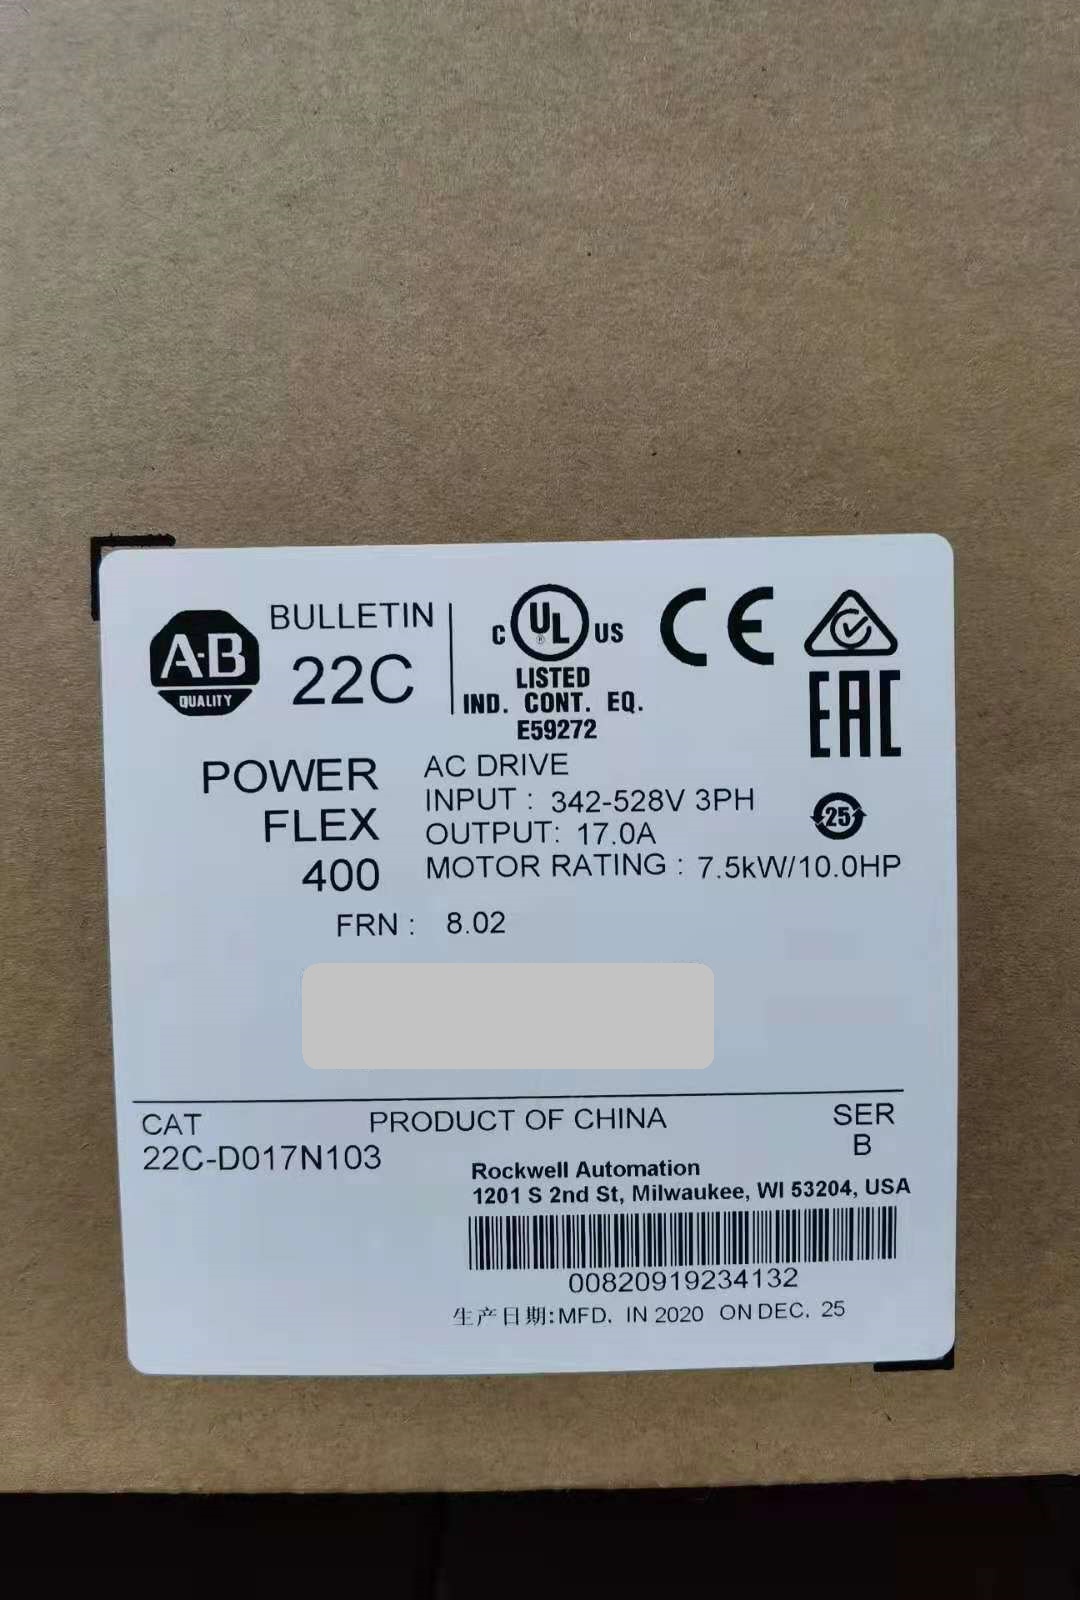 A-B
QUALITY
BULLETIN
22C
C UL US
®
LISTED
IND. CONT. EQ.
E59272
CE
EAC
POWER
FLEX
400
AC DRIVE
INPUT : 342-528V 3PH
OUTPUT: 17.0A
MOTOR RATING : 7.5kW/10.0HP
25
FRN : 8.02
CAT
22C-D017N103
PRODUCT OF CHINA
SER
B
Rockwell Automation
1201 S 2nd St, Milwaukee, WI 53204, USA
00820919234132
生产日期:MFD. IN 2020 ON DEC. 25